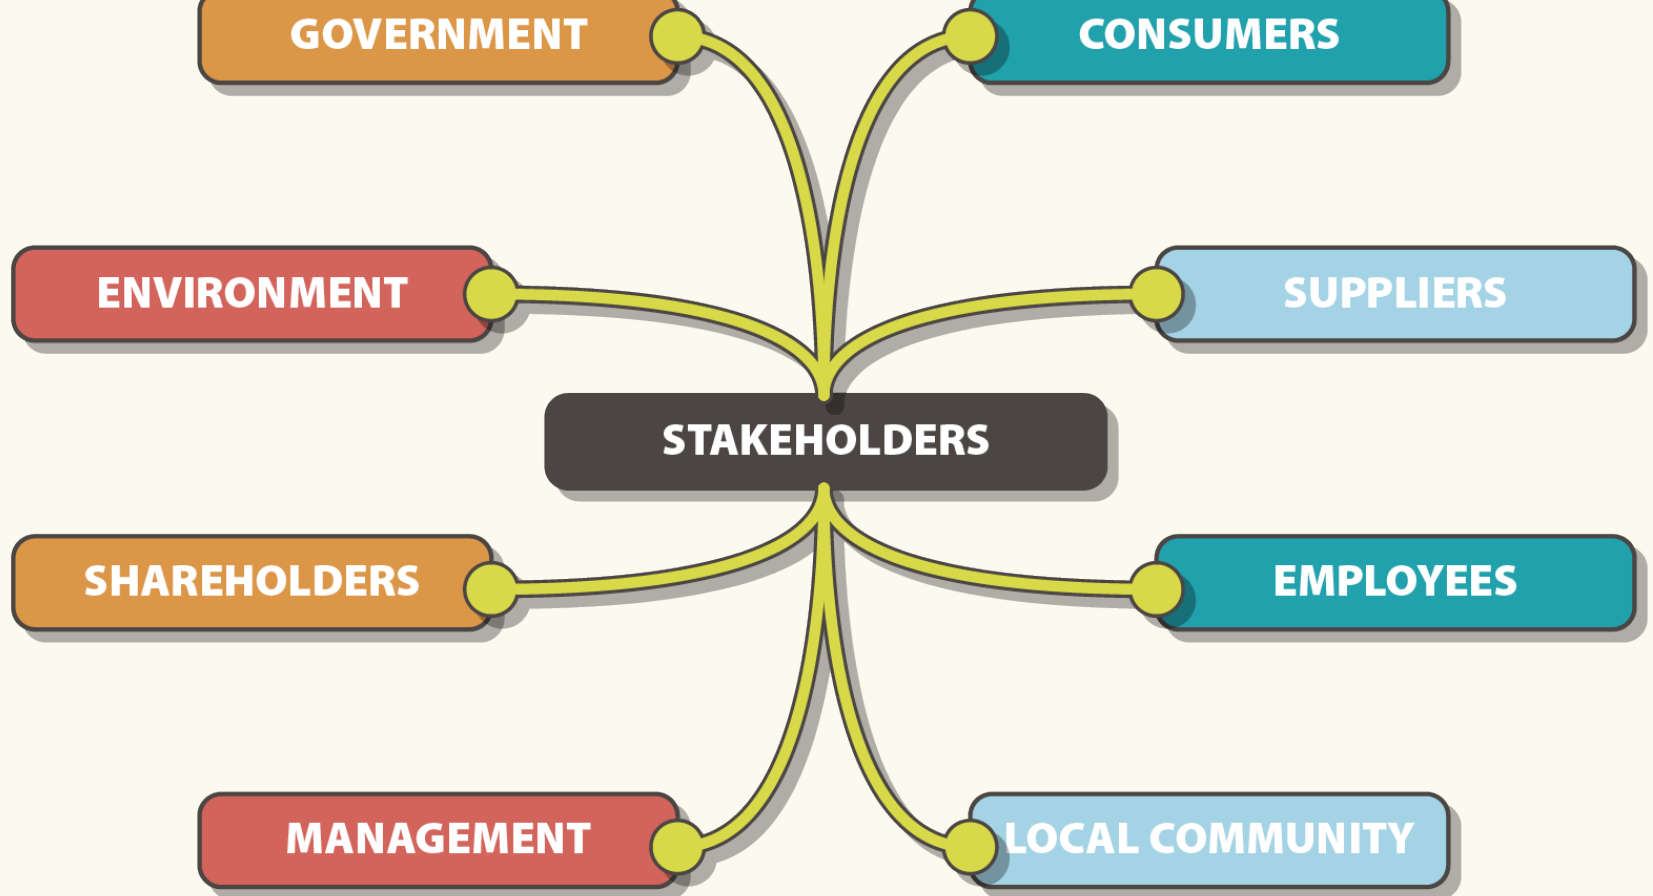 GOVERNMENT
CONSUMERS
ENVIRONMENT
SUPPLIERS
STAKEHOLDERS
SHAREHOLDERS
EMPLOYEES
MANAGEMENT
LOCAL COMMUNITY